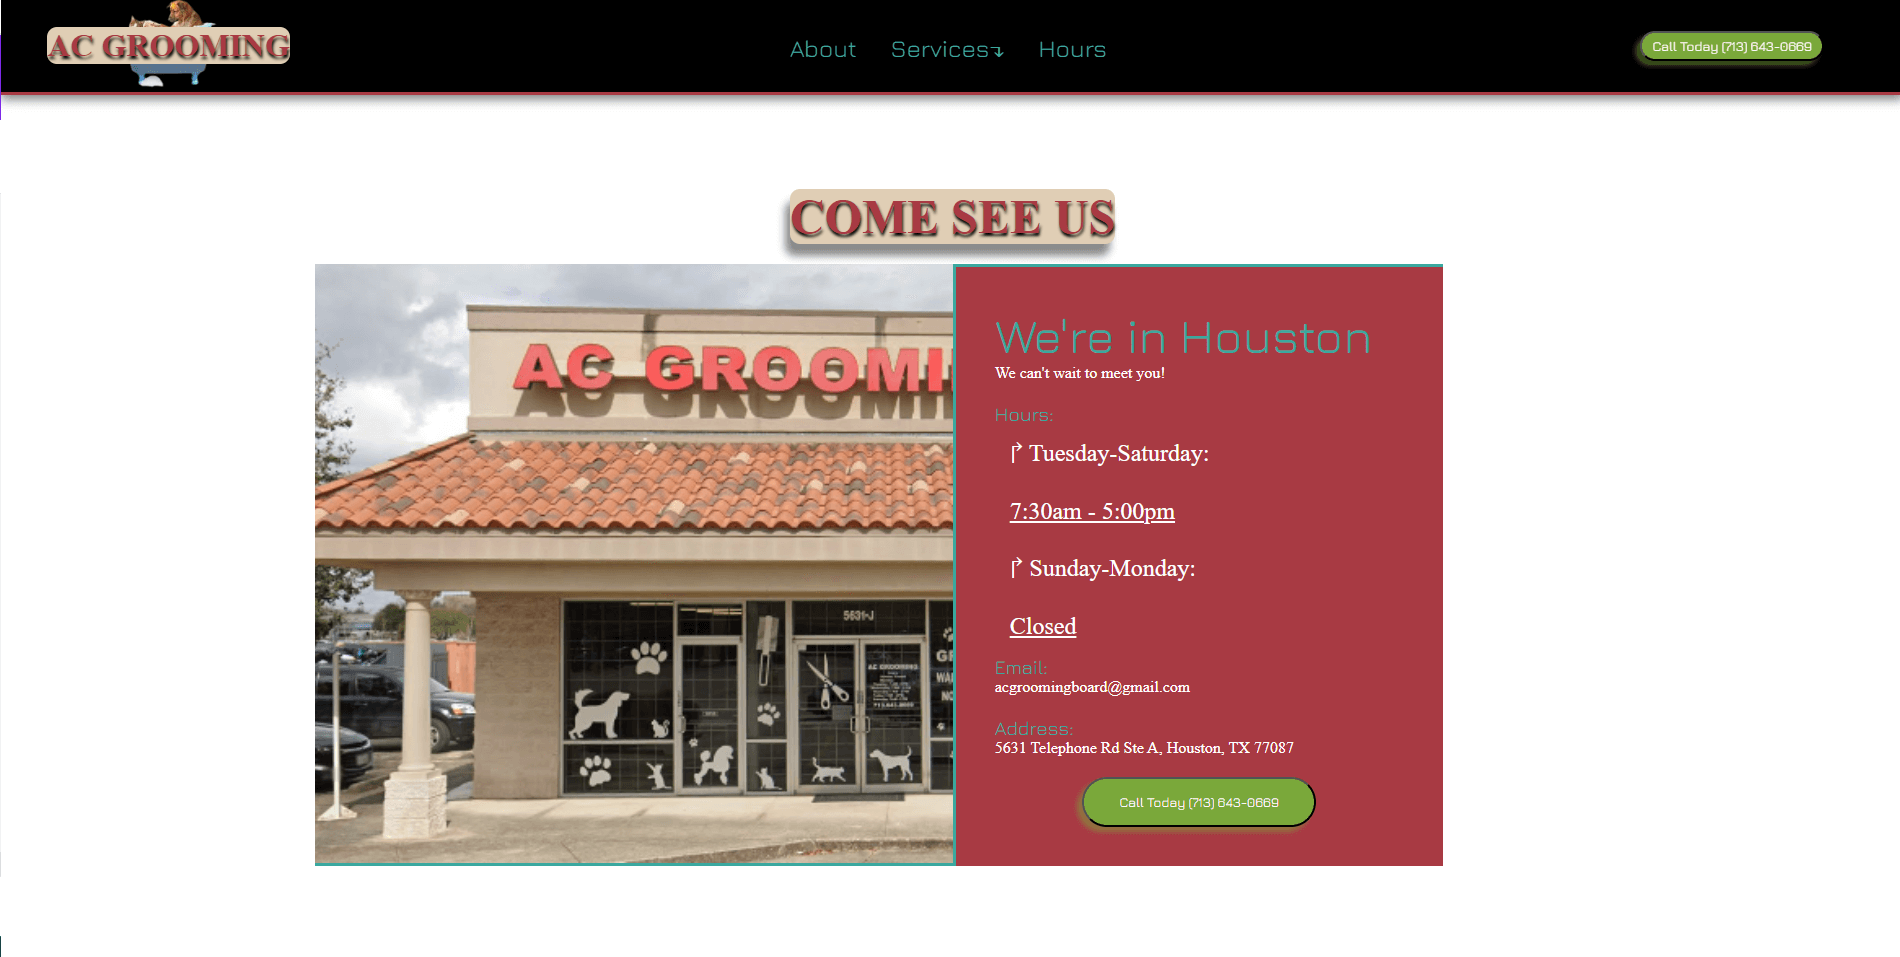 AC GROOMING
About Services↴ Hours
Call Today (713) 643-0669
COME SEE US
AC GROOMI
5631-J
AC GROOMING
We're in Houston
We can't wait to meet you!
Hours:
↱ Tuesday-Saturday:
7:30am - 5:00pm
↱ Sunday-Monday:
Closed
Email:
acgroomingboard@gmail.com
Address:
5631 Telephone Rd Ste A, Houston, TX 77087
Call Today (713) 643-0669